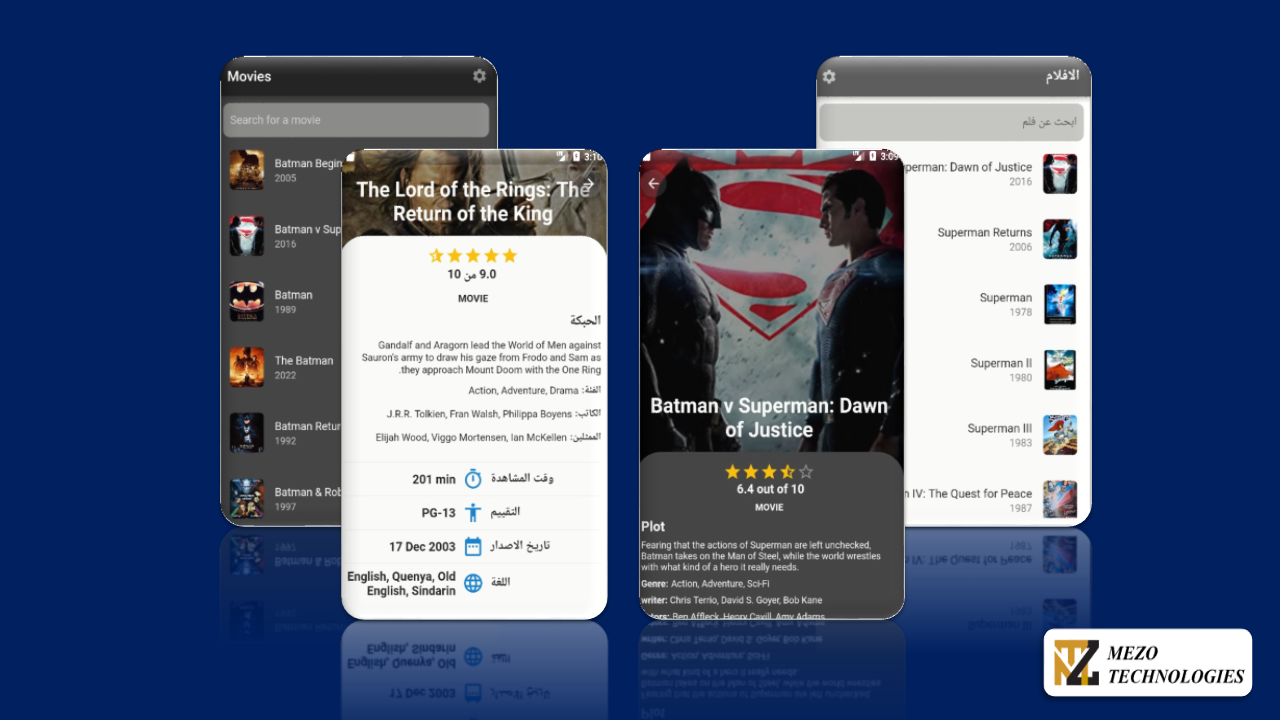 Movies
Search for a movie
Batman Begin
2005
Batman v Sup
2016
Batman
1989
The Batman
2022
Batman Retur
1992
Batman & Rob
1997
3:10
The Lord of the Rings: The
Return of the King
9.0 من 10
MOVIE
الحبكة
Gandalf and Aragorn lead the World of Men against
Sauron's army to draw his gaze from Frodo and Sam as
they approach Mount Doom with the One Ring.
الفئة: Action, Adventure, Drama
الكاتب: J.R.R. Tolkien, Fran Walsh, Philippa Boyens
الممثلين: Elijah Wood, Viggo Mortensen, Ian McKellen
وقت المشاهدة 201 min
التقييم PG-13
تاريخ الاصدار 17 Dec 2003
اللغة English, Quenya, Old
English, Sindarin
3:09
Batman v Superman: Dawn
of Justice
6.4 out of 10
MOVIE
Plot
Fearing that the actions of Superman are left unchecked,
Batman takes on the Man of Steel, while the world wrestles
with what kind of a hero it really needs.
Genre: Action, Adventure, Sci-Fi
writer: Chris Terrio, David S. Goyer, Bob Kane
Actors: Ben Affleck, Henry Cavill, Amy Adams
الافلام
ابحث عن فلم
perman: Dawn of Justice
2016
Superman Returns
2006
Superman
1978
Superman II
1980
Superman III
1983
n IV: The Quest for Peace
1987
MEZO
TECHNOLOGIES